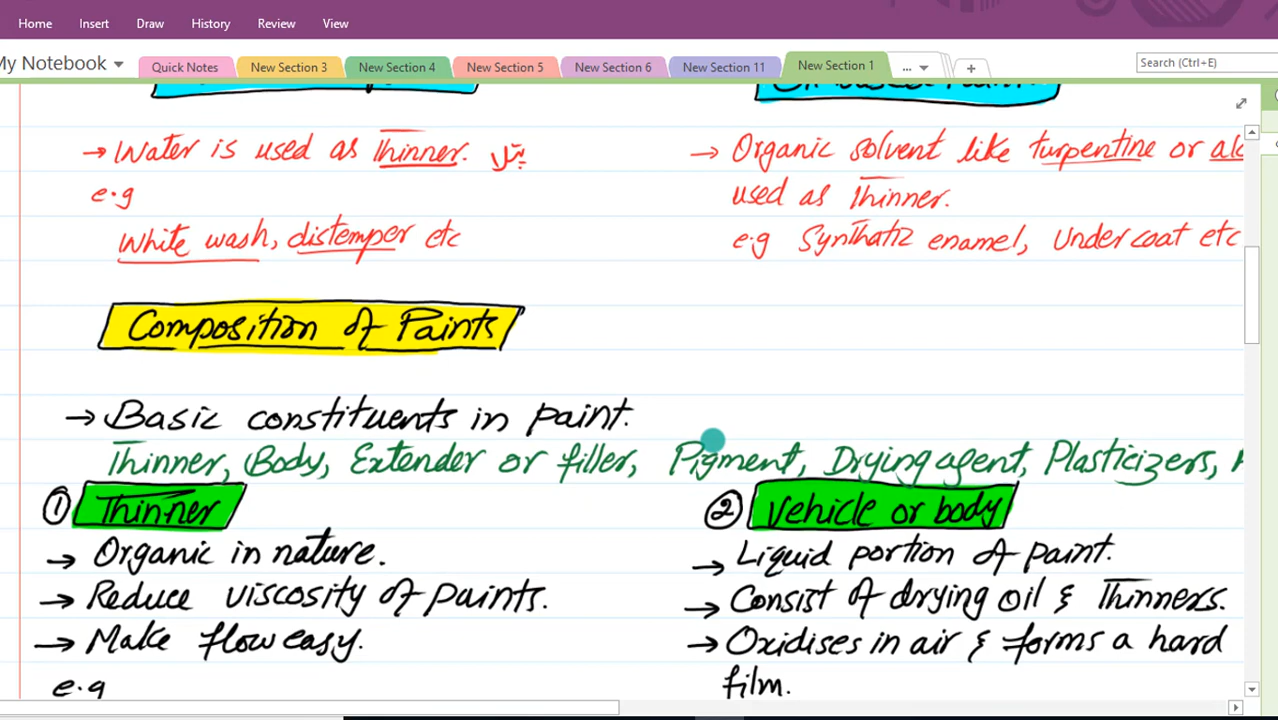 Home Insert Draw History Review View
My Notebook Quick Notes New Section 3 New Section 4 New Section 5 New Section 6 New Section 11 New Section 1 ... + Search (Ctrl+E)
→ Water is used as Thinner. پتل
e.g
White wash, distemper etc
→ Organic solvent like turpentine or
used as Thinner.
e.g Synthatiz enamel, Undercoat etc
Composition of Paints
→ Basic constituents in paint.
Thinner, Body, Extender or filler, Pigment, Drying agent, Plasticizers,
① Thinner
→ Organic in nature.
→ Reduce viscosity of paints.
→ Make flow easy.
e.g
② Vehicle or body
→ Liquid portion of paint.
→ Consist of drying oil & Thinners.
→ Oxidises in air & forms a hard
film.